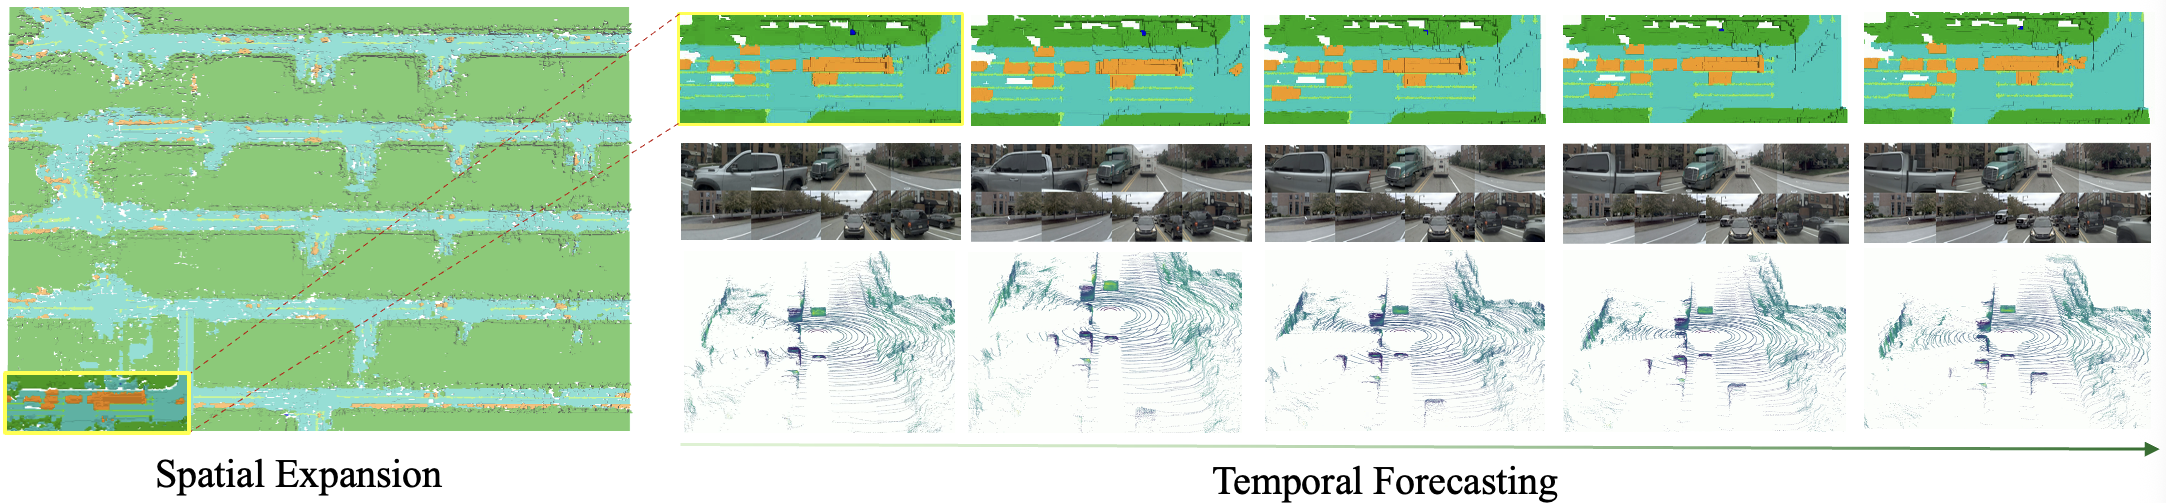 Spatial Expansion
Temporal Forecasting